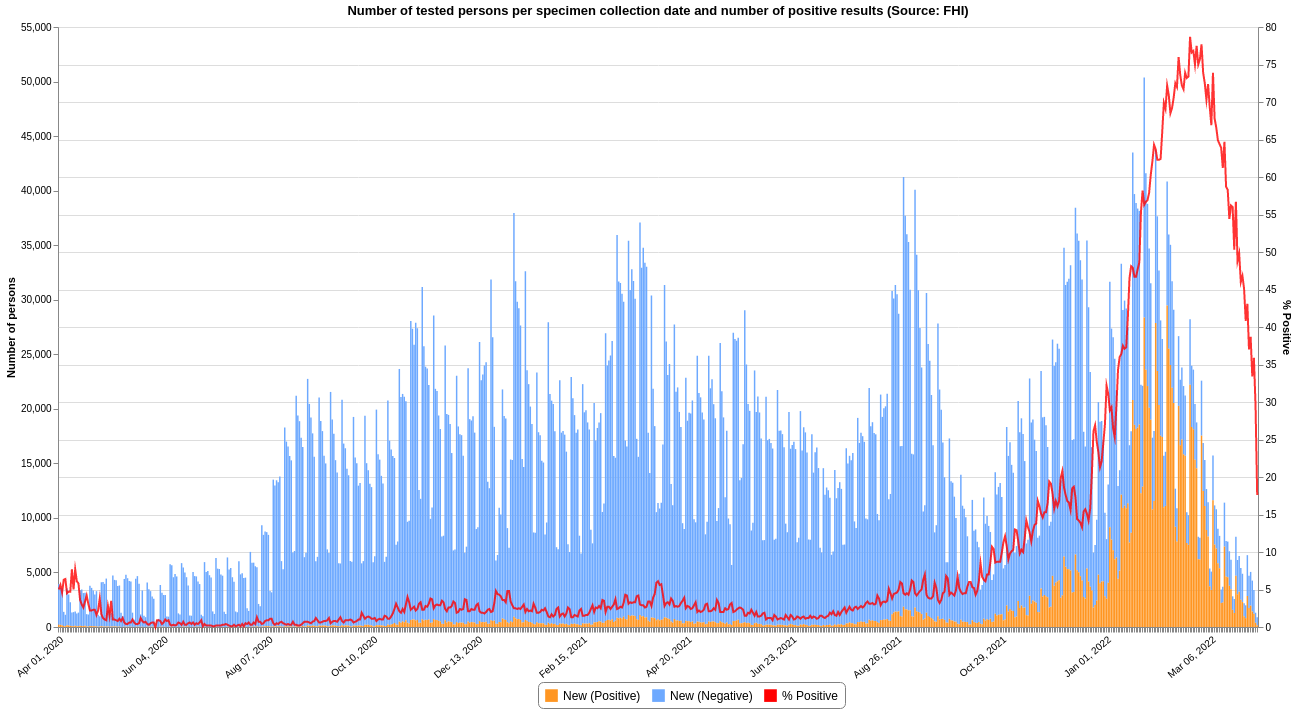 Number of tested persons per specimen collection date and number of positive results (Source: FHI)
55,000
50,000
45,000
40,000
35,000
30,000
25,000
20,000
15,000
10,000
5,000
0
Number of persons
80
75
70
65
60
55
50
45
40
35
30
25
20
15
10
5
0
% Positive
Apr 01, 2020
Jun 04, 2020
Aug 07, 2020
Oct 10, 2020
Dec 13, 2020
Feb 15, 2021
Apr 20, 2021
Jun 23, 2021
Aug 26, 2021
Oct 29, 2021
Jan 01, 2022
Mar 06, 2022
New (Positive) New (Negative) % Positive